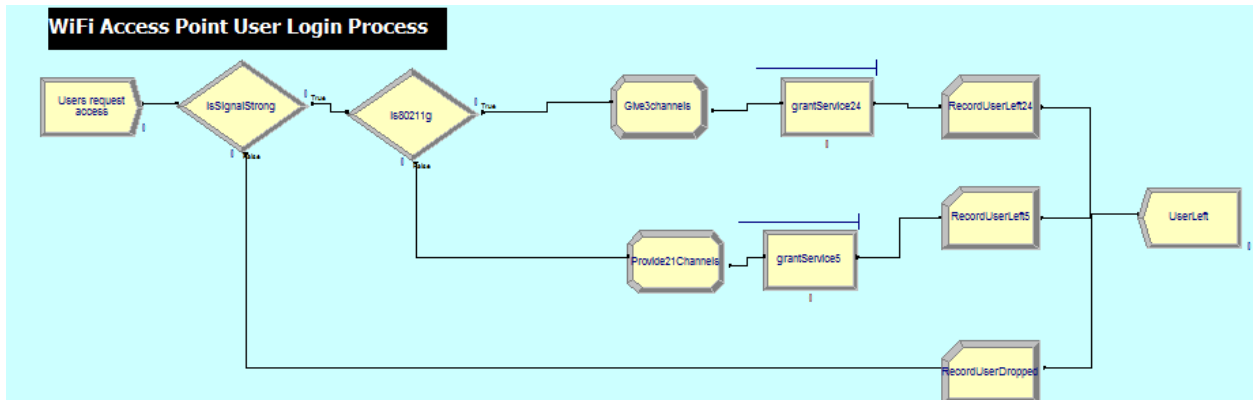 WiFi Access Point User Login Process
Users request
access
IsSignalStrong
True
False
Is80211g
True
False
Give3channels
grantService24
RecordUserLeft24
Provide21Channels
grantService5
RecordUserLeft5
UserLeft
RecordUserDropped